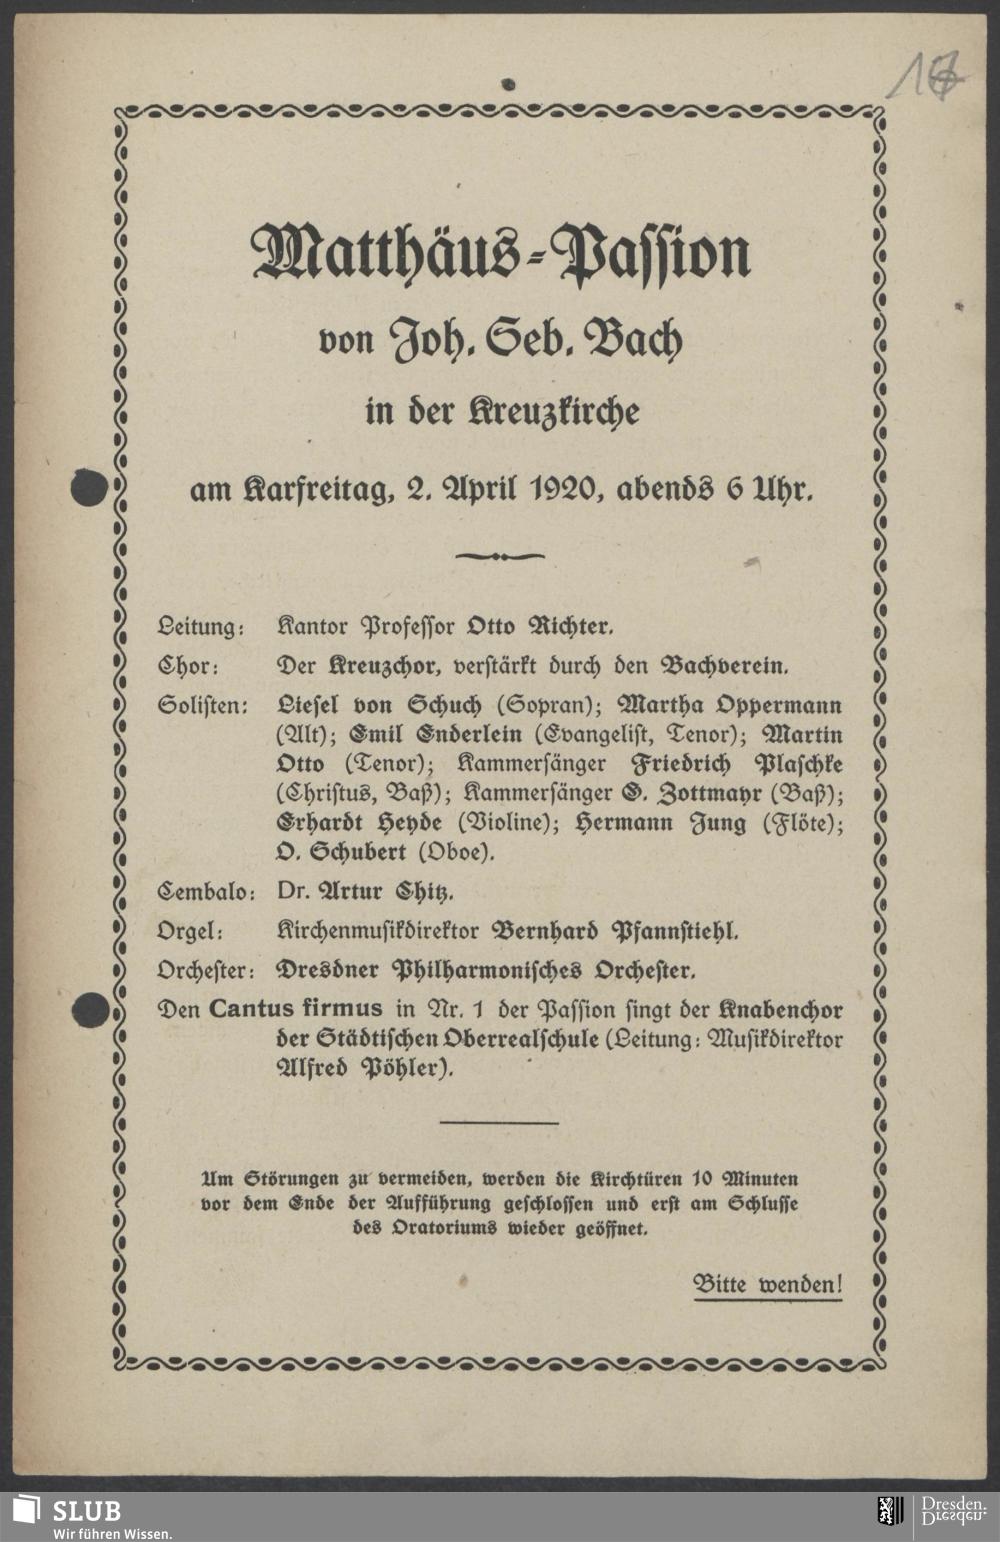 16
Matthäus-Passion
von Joh. Seb. Bach
in der Kreuzkirche
am Karfreitag, 2. April 1920, abends 6 Uhr.
Leitung: Kantor Professor Otto Richter.
Chor: Der Kreuzchor, verstärkt durch den Bachverein.
Solisten: Liesel von Schuch (Sopran); Martha Oppermann
(Alt); Emil Enderlein (Evangelist, Tenor); Martin
Otto (Tenor); Kammersänger Friedrich Plaschke
(Christus, Baß); Kammersänger G. Zottmayr (Baß);
Erhardt Heyde (Violine); Hermann Jung (Flöte);
O. Schubert (Oboe).
Cembalo: Dr. Artur Chitz.
Orgel: Kirchenmusikdirektor Bernhard Pfannstiehl.
Orchester: Dresdner Philharmonisches Orchester.
Den Cantus firmus in Nr. 1 der Passion singt der Knabenchor
der Städtischen Oberrealschule (Leitung: Musikdirektor
Alfred Pöhler).
Um Störungen zu vermeiden, werden die Kirchtüren 10 Minuten
vor dem Ende der Aufführung geschlossen und erst am Schlusse
des Oratoriums wieder geöffnet.
Bitte wenden!
SLUB
Wir führen Wissen.
Dresden.
Dresden.